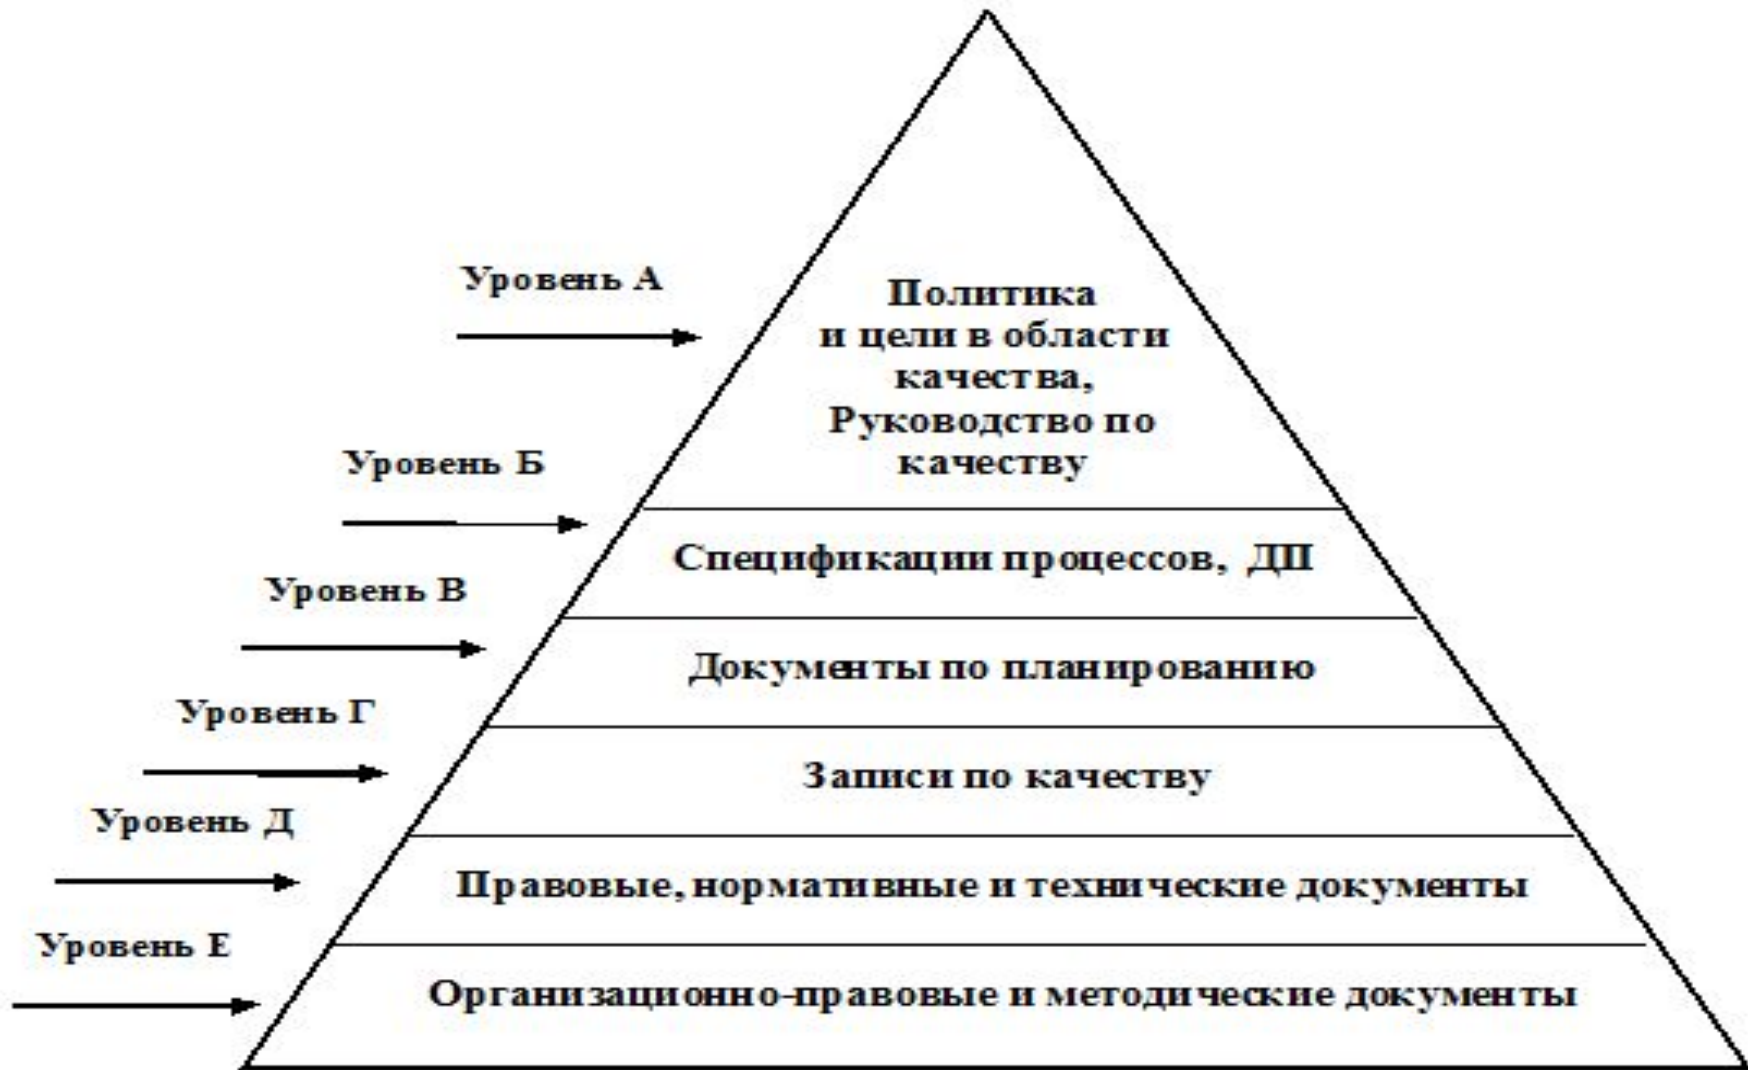 Уровень А
Политика
и цели в области
качества,
Руководство по
качеству
Уровень Б
Спецификации процессов, ДП
Уровень В
Документы по планированию
Уровень Г
Записи по качеству
Уровень Д
Правовые, нормативные и технические документы
Уровень Е
Организационно-правовые и методические документы